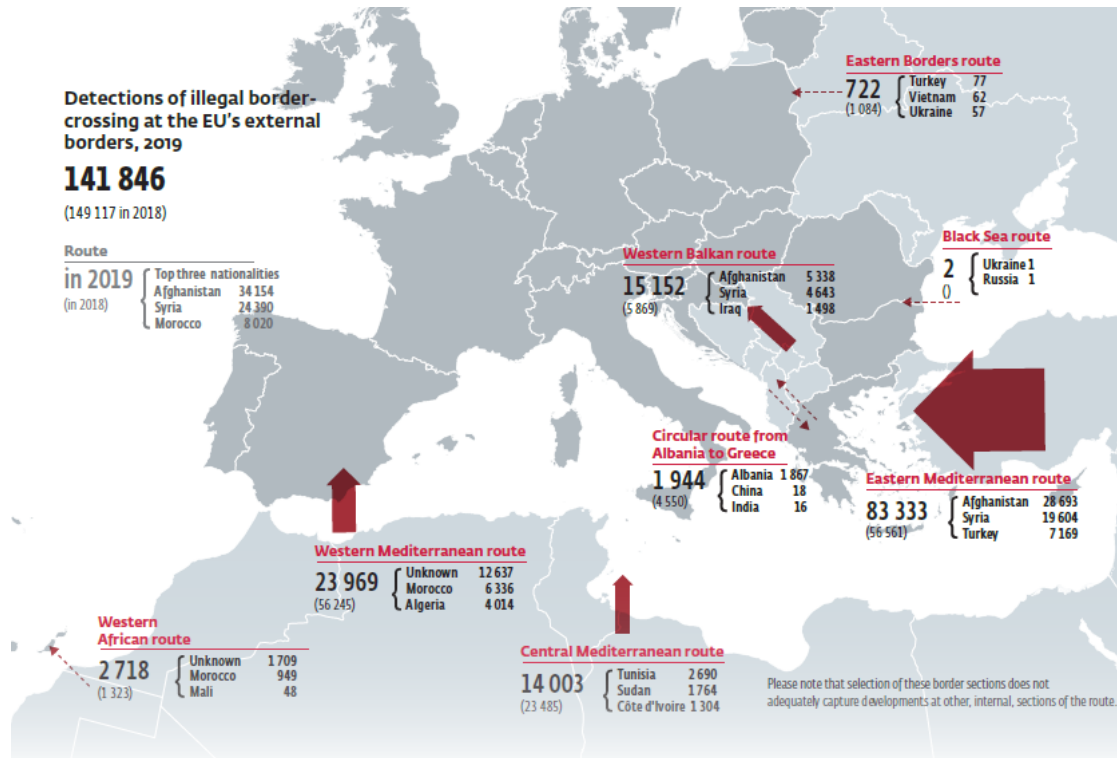 Detections of illegal border-
crossing at the EU's external
borders, 2019
141 846
(149 117 in 2018)
Route
in 2019
(in 2018)
Top three nationalities
Afghanistan 34 154
Syria 24 390
Morocco 8 020
Eastern Borders route
722
(1 084)
Turkey 77
Vietnam 62
Ukraine 57
Black Sea route
2
()
Ukraine 1
Russia 1
Western Balkan route
15 152
(5 869)
Afghanistan 5 338
Syria 4 643
Iraq 1 498
Circular route from
Albania to Greece
1 944
(4 550)
Albania 1 867
China 18
India 16
Eastern Mediterranean route
83 333
(56 561)
Afghanistan 28 693
Syria 19 604
Turkey 7 169
Western Mediterranean route
23 969
(56 245)
Unknown 12 637
Morocco 6 336
Algeria 4 014
Western
African route
2 718
(1 323)
Unknown 1 709
Morocco 949
Mali 48
Central Mediterranean route
14 003
(23 485)
Tunisia 2 690
Sudan 1 764
Côte d'Ivoire 1 304
Please note that selection of these border sections does not
adequately capture developments at other, internal, sections of the route.